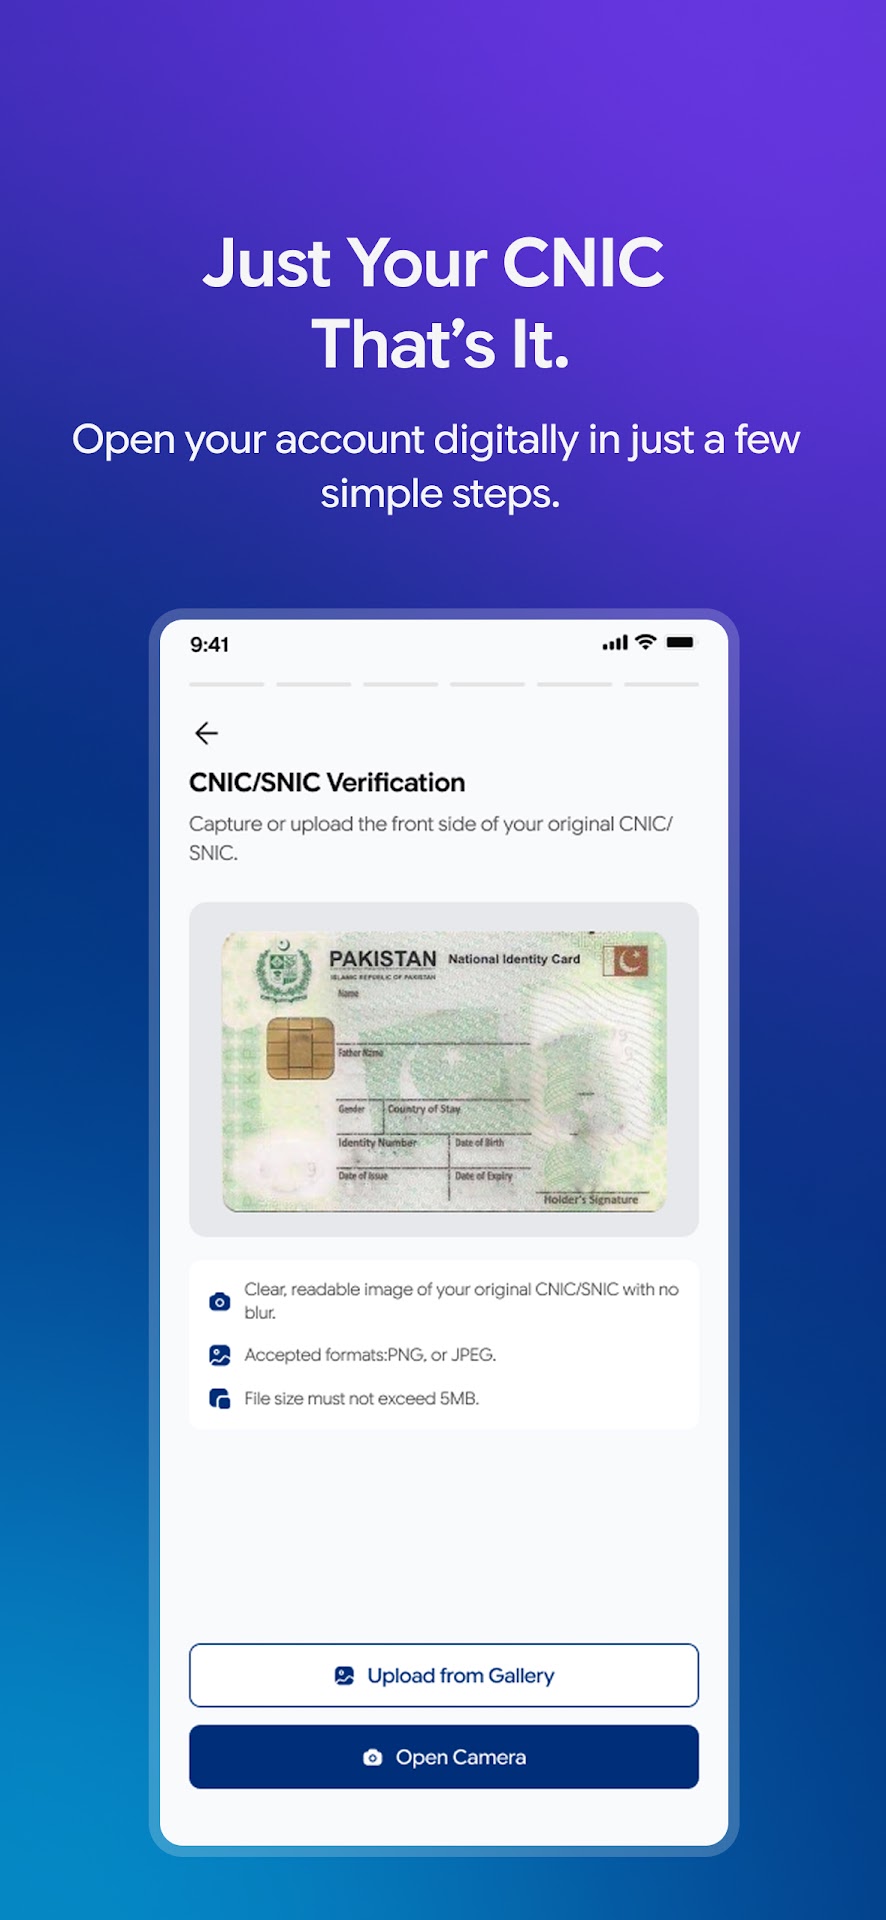 Just Your CNIC
That's It.
Open your account digitally in just a few
simple steps.
9:41
CNIC/SNIC Verification
Capture or upload the front side of your original CNIC/
SNIC.
PAKISTAN National Identity Card
ISLAMIC REPUBLIC OF PAKISTAN
Name
Father Name
Gender Country of Stay
Identity Number Date of Birth
Date of Issue Date of Expiry
Holder's Signature
Clear, readable image of your original CNIC/SNIC with no
blur.
Accepted formats:PNG, or JPEG.
File size must not exceed 5MB.
Upload from Gallery
Open Camera